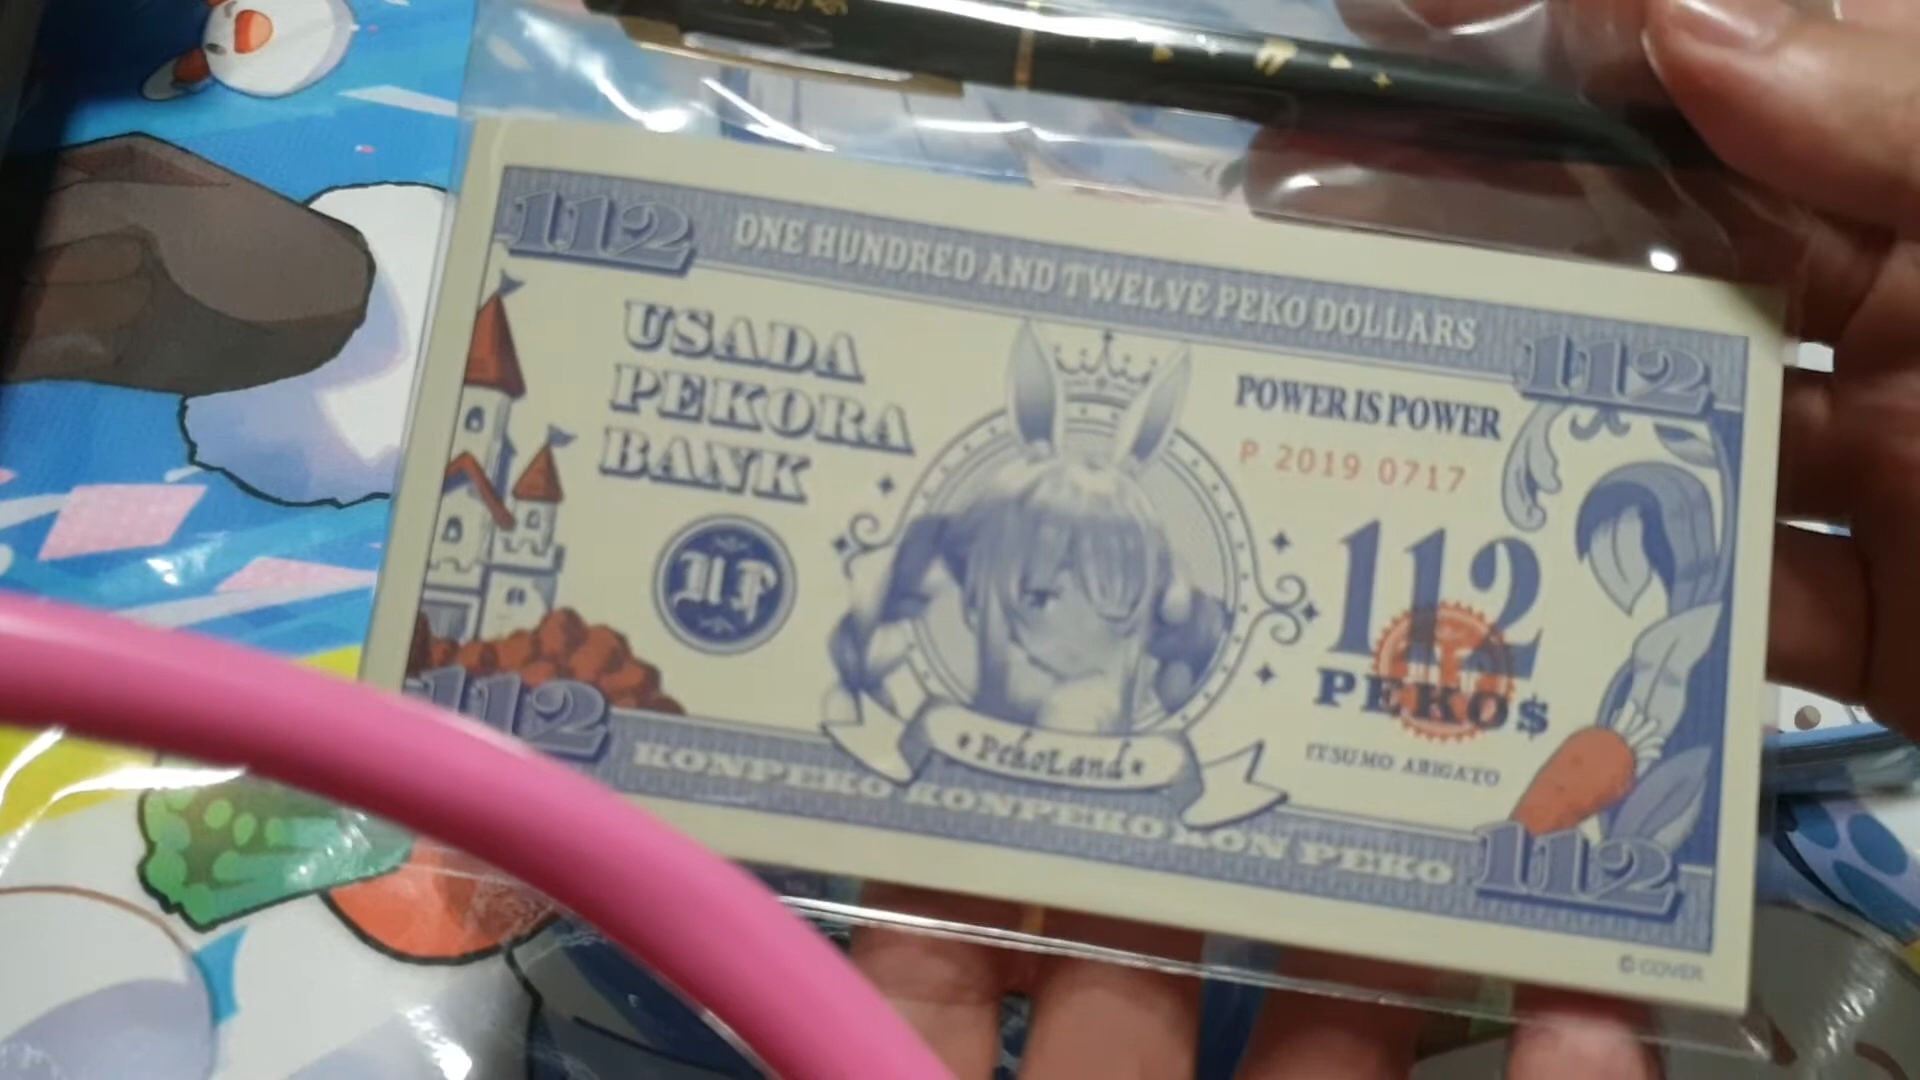 112
ONE HUNDRED AND TWELVE PEKO DOLLARS
112
USADA
PEKORA
BANK
POWER IS POWER
P 2019 0717
UP
112
PEKO$
ITSUMO ARIGATO
PekoLand
112
KONPEKO KONPEKO KON PEKO
112
© COVER